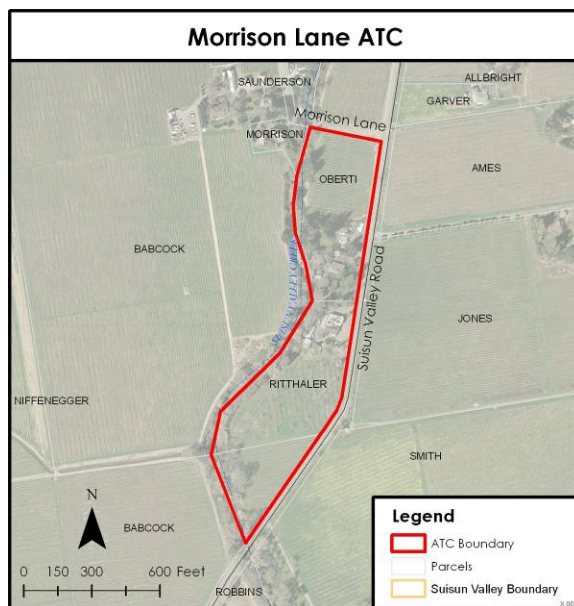 Morrison Lane ATC
SAUNDERSON
ALLBRIGHT
GARVER
Morrison Lane
MORRISON
OBERTI
AMES
BABCOCK
SUISUN VALLEY CREEK
Suisun Valley Road
JONES
RITTHALER
NIFFENEGGER
SMITH
N
BABCOCK
0 150 300 600 Feet
ROBBINS
Legend
ATC Boundary
Parcels
Suisun Valley Boundary